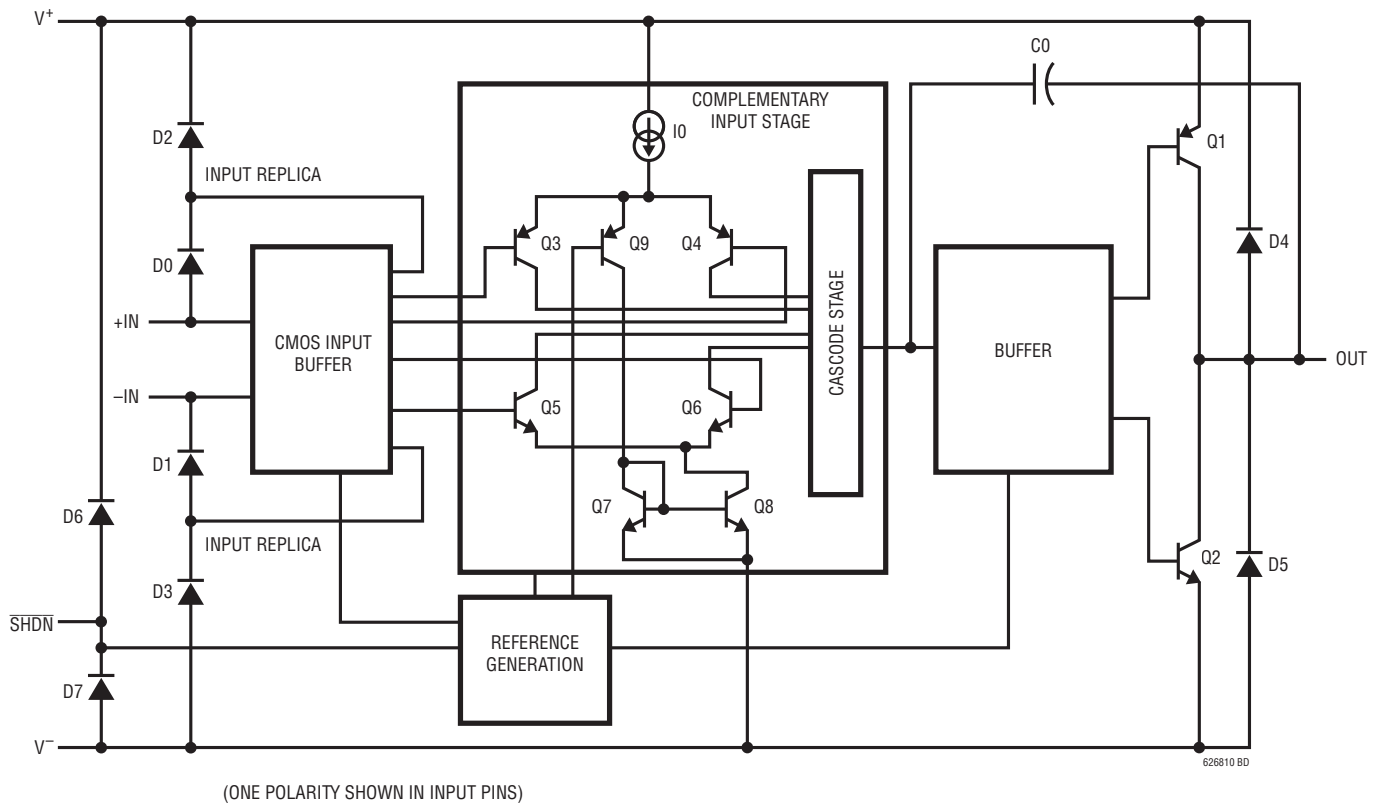 V⁺
C0
COMPLEMENTARY
INPUT STAGE
I0
D2
Q1
INPUT REPLICA
Q3
Q9
Q4
D4
D0
+IN
CMOS INPUT
BUFFER
CASCODE STAGE
BUFFER
OUT
–IN
Q5
Q6
D1
Q7
Q8
D6
INPUT REPLICA
Q2
D5
D3
S̅H̅D̅N̅
REFERENCE
GENERATION
D7
V⁻
626810 BD
(ONE POLARITY SHOWN IN INPUT PINS)